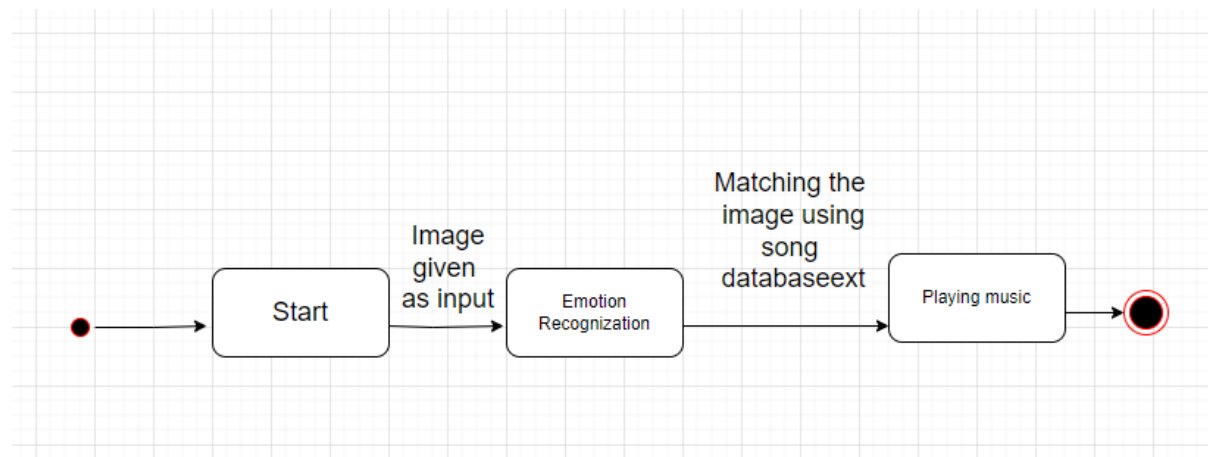 Start
Image
given
as input
Emotion
Recognization
Matching the
image using
song
databaseext
Playing music